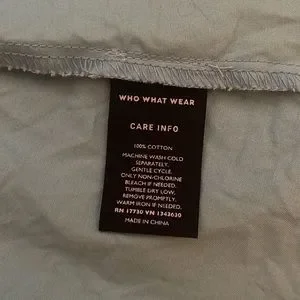 WHO WHAT WEAR
CARE INFO
100% COTTON
MACHINE WASH COLD
SEPARATELY.
GENTLE CYCLE.
ONLY NON-CHLORINE
BLEACH IF NEEDED.
TUMBLE DRY LOW.
REMOVE PROMPTLY.
WARM IRON IF NEEDED.
RN 17730 VN 1343630
MADE IN CHINA